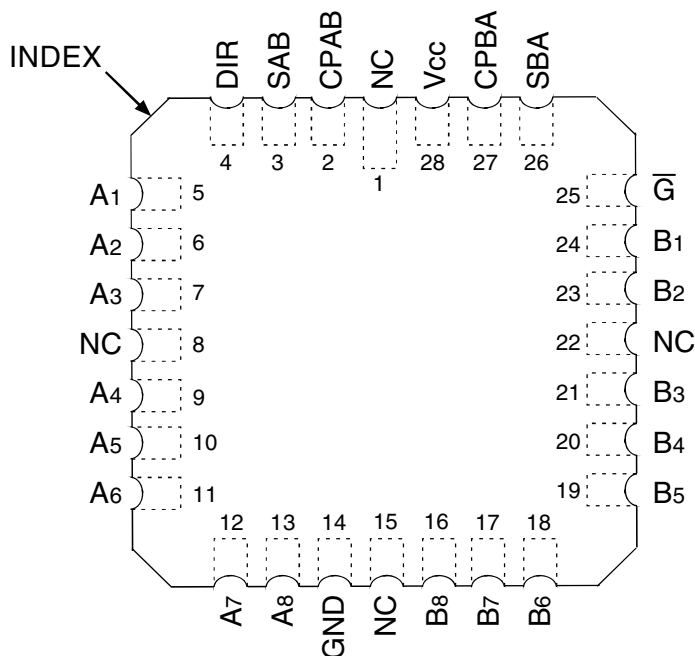 INDEX
DIR SAB CPAB NC Vcc CPBA SBA
4 3 2 1 28 27 26
A1 5 25 G̅
A2 6 24 B1
A3 7 23 B2
NC 8 22 NC
A4 9 21 B3
A5 10 20 B4
A6 11 19 B5
12 13 14 15 16 17 18
A7 A8 GND NC B8 B7 B6